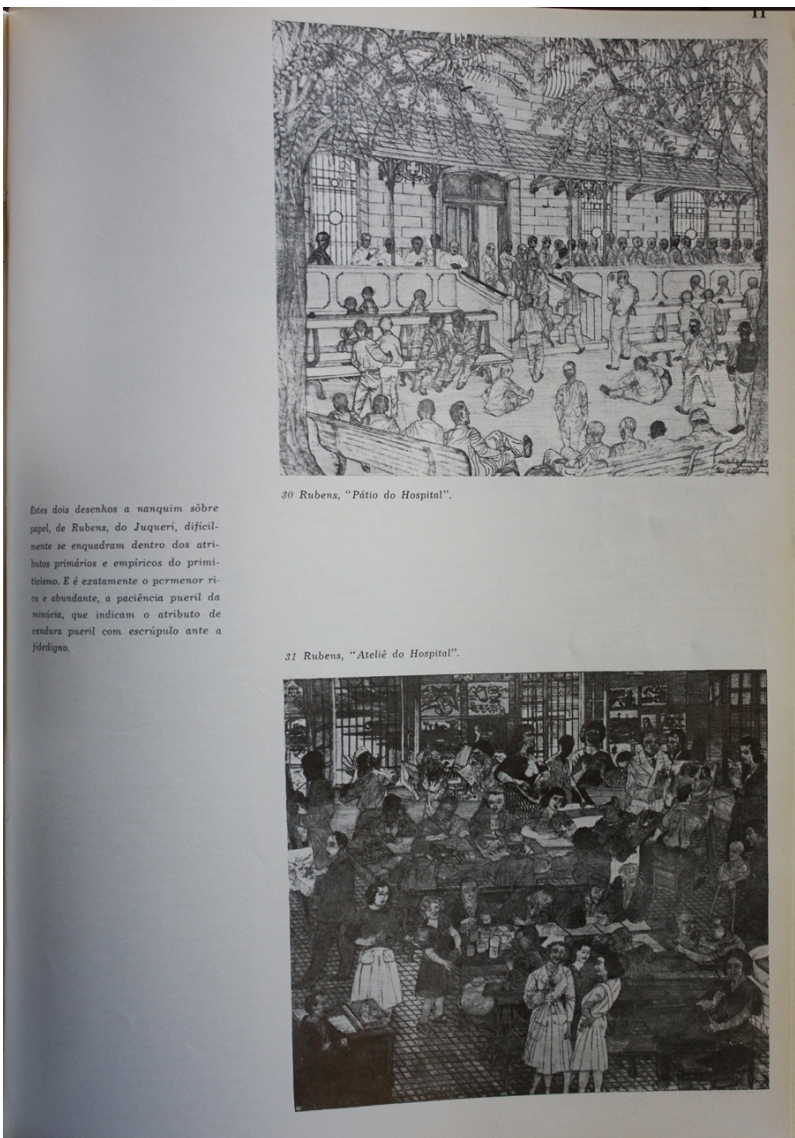 11
30 Rubens, "Pátio do Hospital".
Êstes dois desenhos a nanquim sôbre
papel, de Rubens, do Juquerí, dificil-
mente se enquadram dentro dos atri-
butos primários e empíricos do primi-
tivismo. E é exatamente o pormenor ri-
co e abundante, a paciência pueril da
minúcia, que indicam o atributo de
candura pueril com escrúpulo ante a
fidedigno.
31 Rubens, "Ateliê do Hospital".